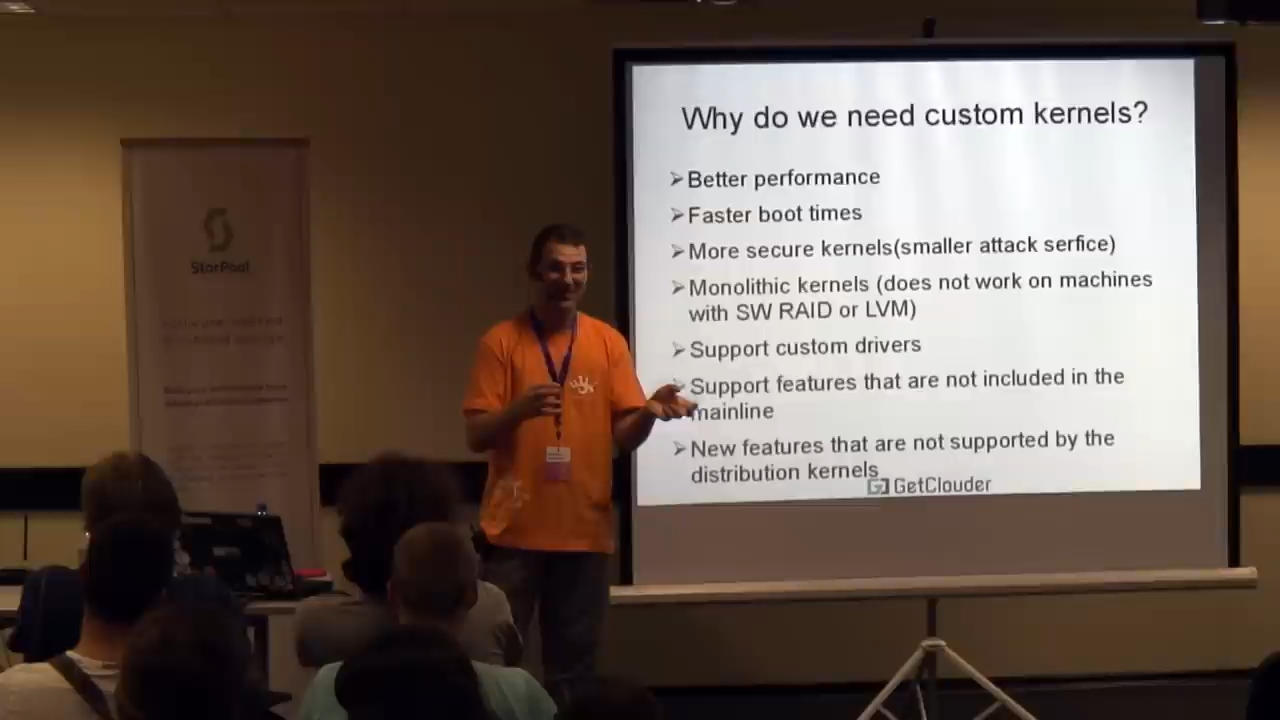 Why do we need custom kernels?
➢Better performance
➢Faster boot times
➢More secure kernels(smaller attack serfice)
➢Monolithic kernels (does not work on machines
with SW RAID or LVM)
➢Support custom drivers
➢Support features that are not included in the
mainline
➢New features that are not supported by the
distribution kernels
GetClouder
StorPool